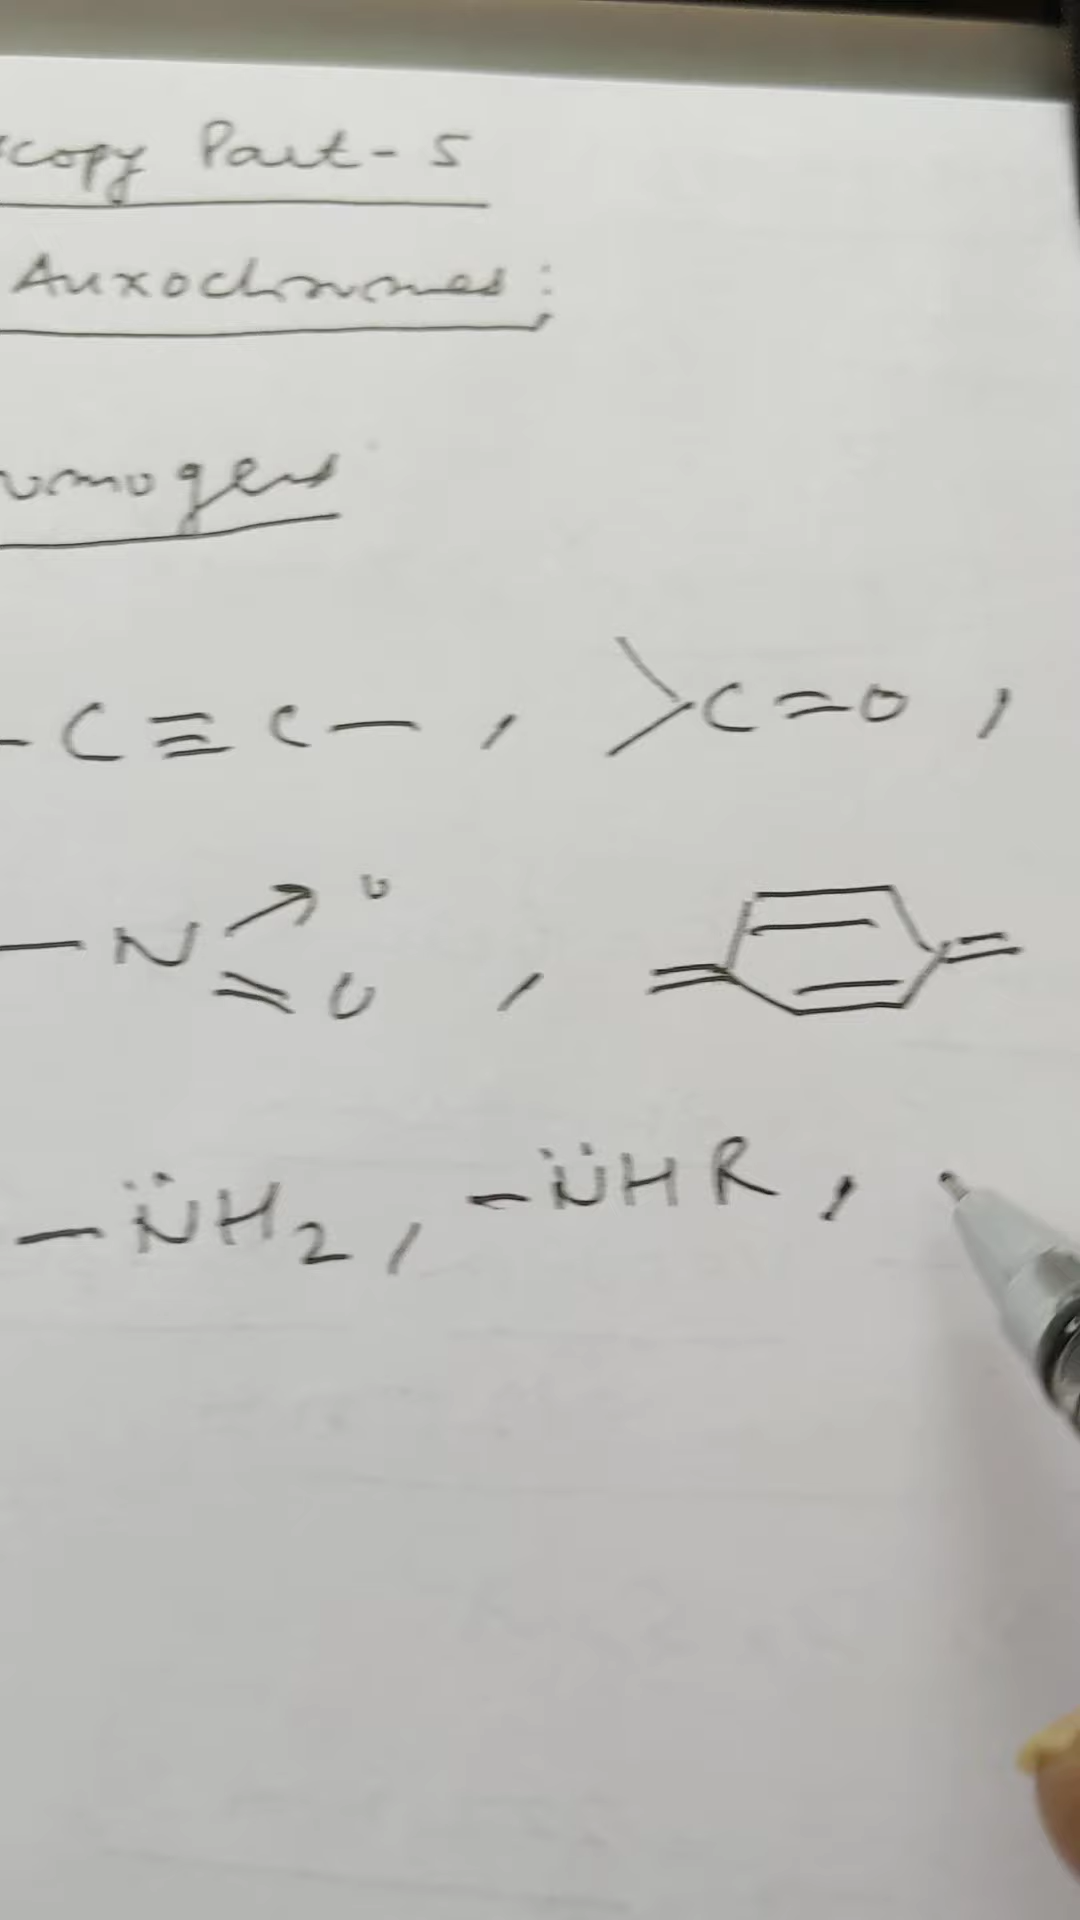 copy Part - 5
Auxochromes :
omogens
- C ≡ C - , >C=O ,
- N → O = O ,
- N̈H2 , - N̈HR ,